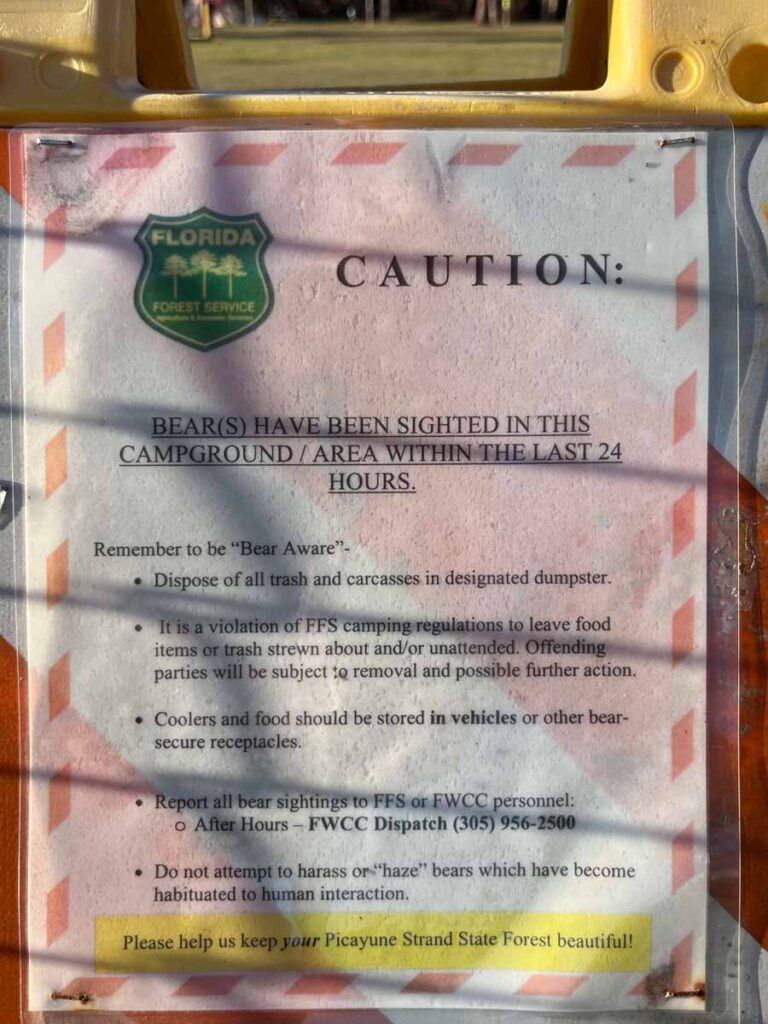 FLORIDA
FOREST SERVICE
Agriculture & Consumer Services
CAUTION:
BEAR(S) HAVE BEEN SIGHTED IN THIS
CAMPGROUND / AREA WITHIN THE LAST 24
HOURS.
Remember to be “Bear Aware”-
• Dispose of all trash and carcasses in designated dumpster.
• It is a violation of FFS camping regulations to leave food
items or trash strewn about and/or unattended. Offending
parties will be subject to removal and possible further action.
• Coolers and food should be stored in vehicles or other bear-
secure receptacles.
• Report all bear sightings to FFS or FWCC personnel:
o After Hours – FWCC Dispatch (305) 956-2500
• Do not attempt to harass or “haze” bears which have become
habituated to human interaction.
Please help us keep your Picayune Strand State Forest beautiful!